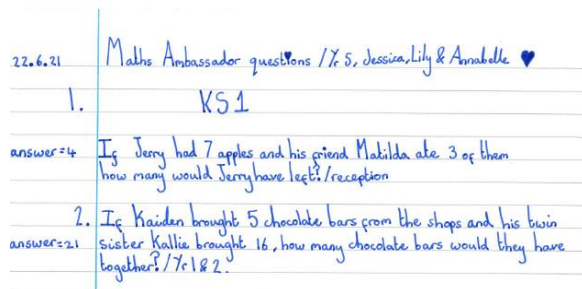 22.6.21 Maths Ambassador questions / Yr 5, Jessica, Lily & Annabelle ♥
1. KS1
answer=4 If Jerry had 7 apples and his friend Matilda ate 3 of them
how many would Jerry have left? /reception
2. If Kaiden brought 5 chocolate bars from the shops and his twin
answer=21 sister Kallie brought 16, how many chocolate bars would they have
together? / Yr 1 & 2.